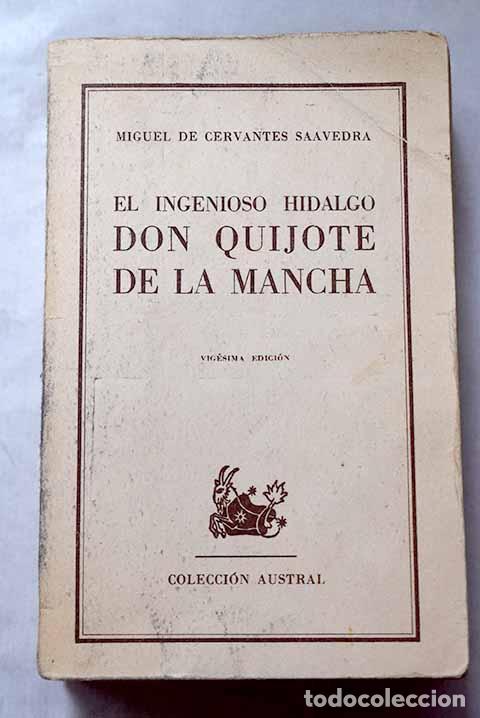 MIGUEL DE CERVANTES SAAVEDRA
EL INGENIOSO HIDALGO
DON QUIJOTE
DE LA MANCHA
VIGÉSIMA EDICIÓN
COLECCIÓN AUSTRAL
todocoleccion